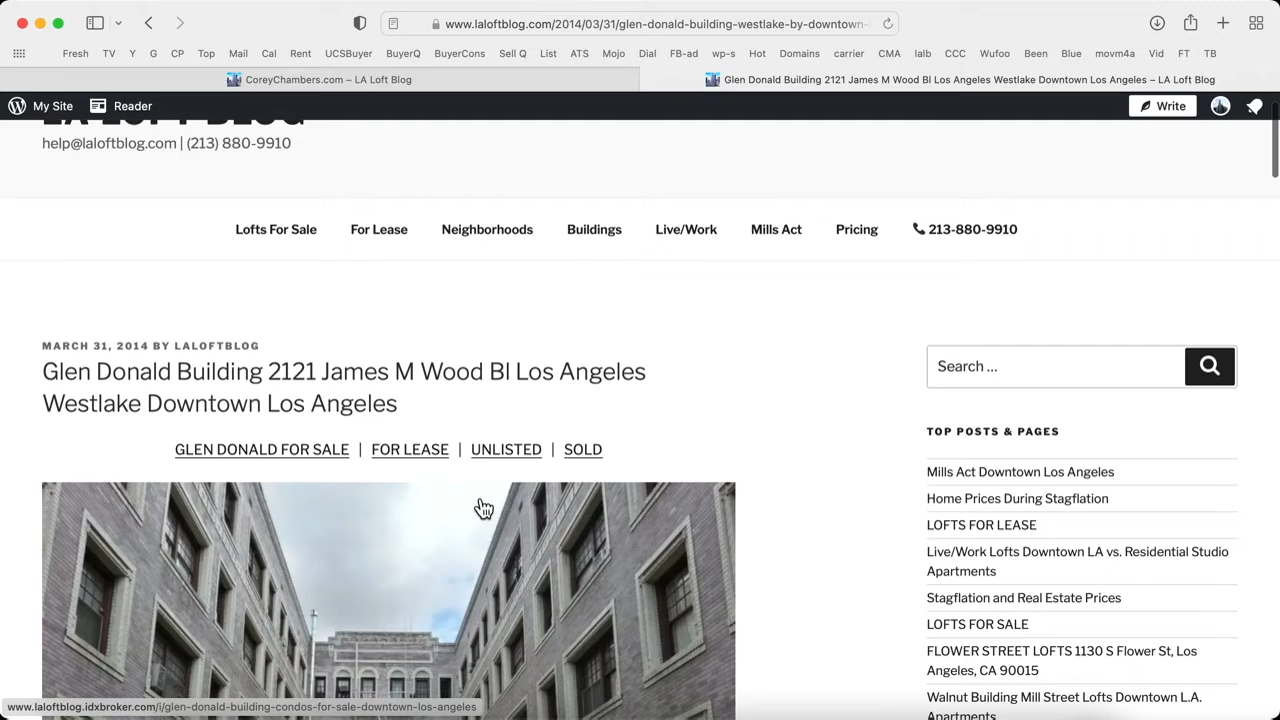 www.laloftblog.com/2014/03/31/glen-donald-building-westlake-by-downtown-
Fresh TV Y G CP Top Mail Cal Rent UCSBuyer BuyerQ BuyerCons Sell Q List ATS Mojo Dial FB-ad wp-s Hot Domains carrier CMA lalb CCC Wufoo Been Blue movm4a Vid FT TB
CoreyChambers.com – LA Loft Blog
Glen Donald Building 2121 James M Wood Bl Los Angeles Westlake Downtown Los Angeles – LA Loft Blog
My Site Reader Write
LA LOFT BLOG
help@laloftblog.com | (213) 880-9910
Lofts For Sale For Lease Neighborhoods Buildings Live/Work Mills Act Pricing 213-880-9910
MARCH 31, 2014 BY LALOFTBLOG
Glen Donald Building 2121 James M Wood Bl Los Angeles
Westlake Downtown Los Angeles
GLEN DONALD FOR SALE | FOR LEASE | UNLISTED | SOLD
Search …
TOP POSTS & PAGES
Mills Act Downtown Los Angeles
Home Prices During Stagflation
LOFTS FOR LEASE
Live/Work Lofts Downtown LA vs. Residential Studio
Apartments
Stagflation and Real Estate Prices
LOFTS FOR SALE
FLOWER STREET LOFTS 1130 S Flower St, Los
Angeles, CA 90015
Walnut Building Mill Street Lofts Downtown L.A.
Apartments
www.laloftblog.idxbroker.com/i/glen-donald-building-condos-for-sale-downtown-los-angeles